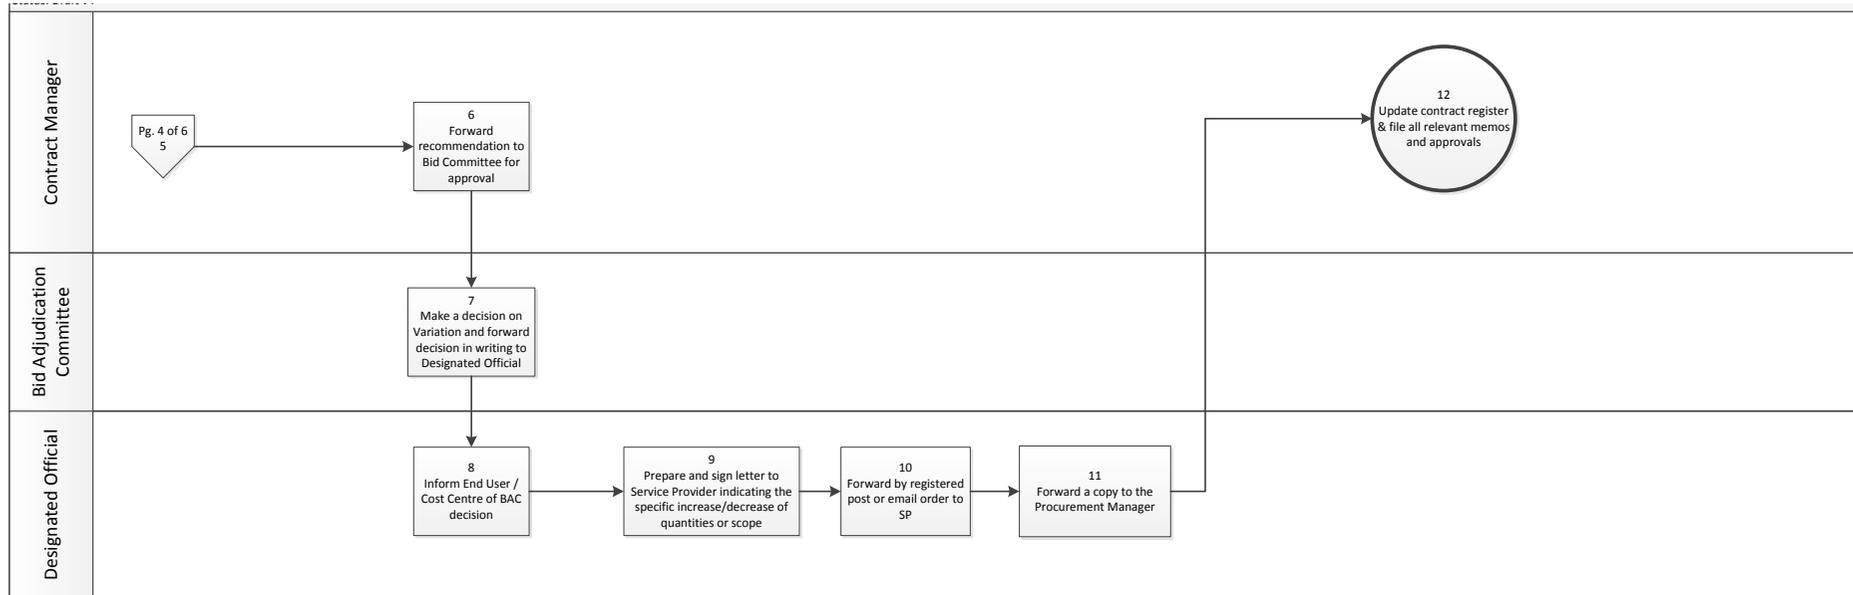 Contract Manager
Pg. 4 of 6
5
6
Forward
recommendation to
Bid Committee for
approval
12
Update contract register
& file all relevant memos
and approvals
Bid Adjudication
Committee
7
Make a decision on
Variation and forward
decision in writing to
Designated Official
Designated Official
8
Inform End User /
Cost Centre of BAC
decision
9
Prepare and sign letter to
Service Provider indicating the
specific increase/decrease of
quantities or scope
10
Forward by registered
post or email order to
SP
11
Forward a copy to the
Procurement Manager